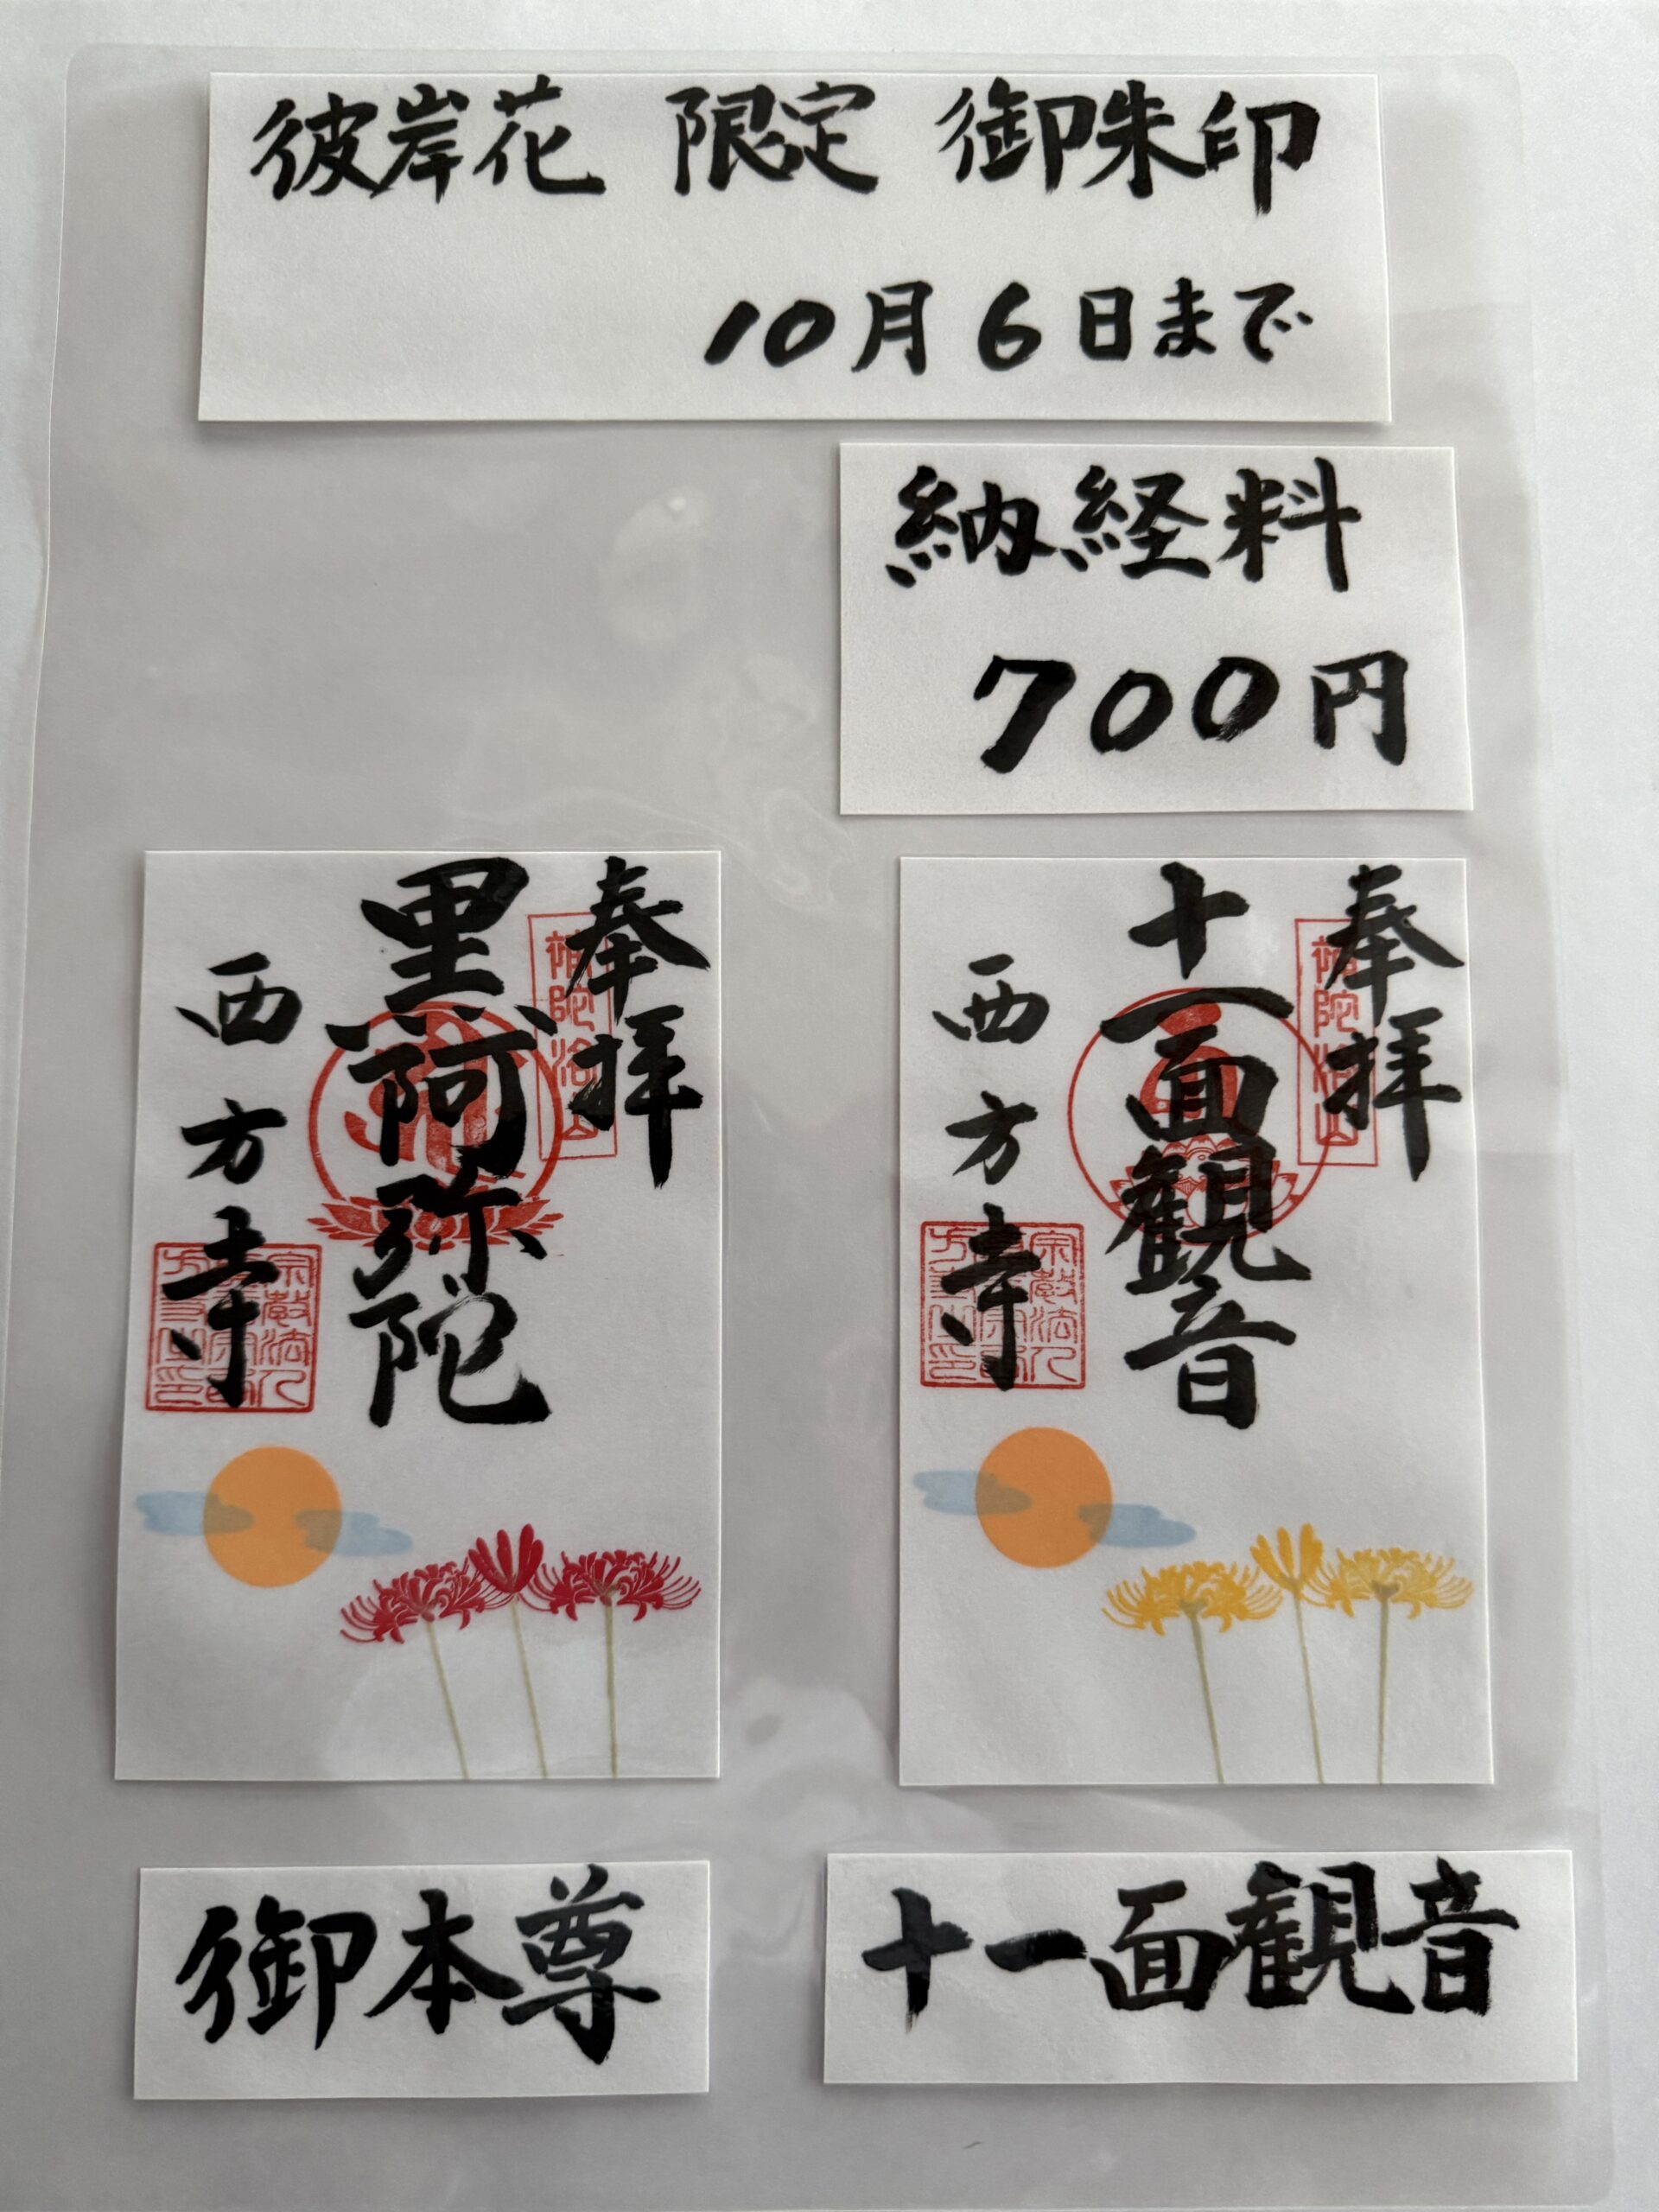 彼岸花 限定 御朱印
10月6日まで
納経料
700円
奉拝
黒阿弥陀
西方寺
奉拝
十一面観音
西方寺
御本尊
十一面観音